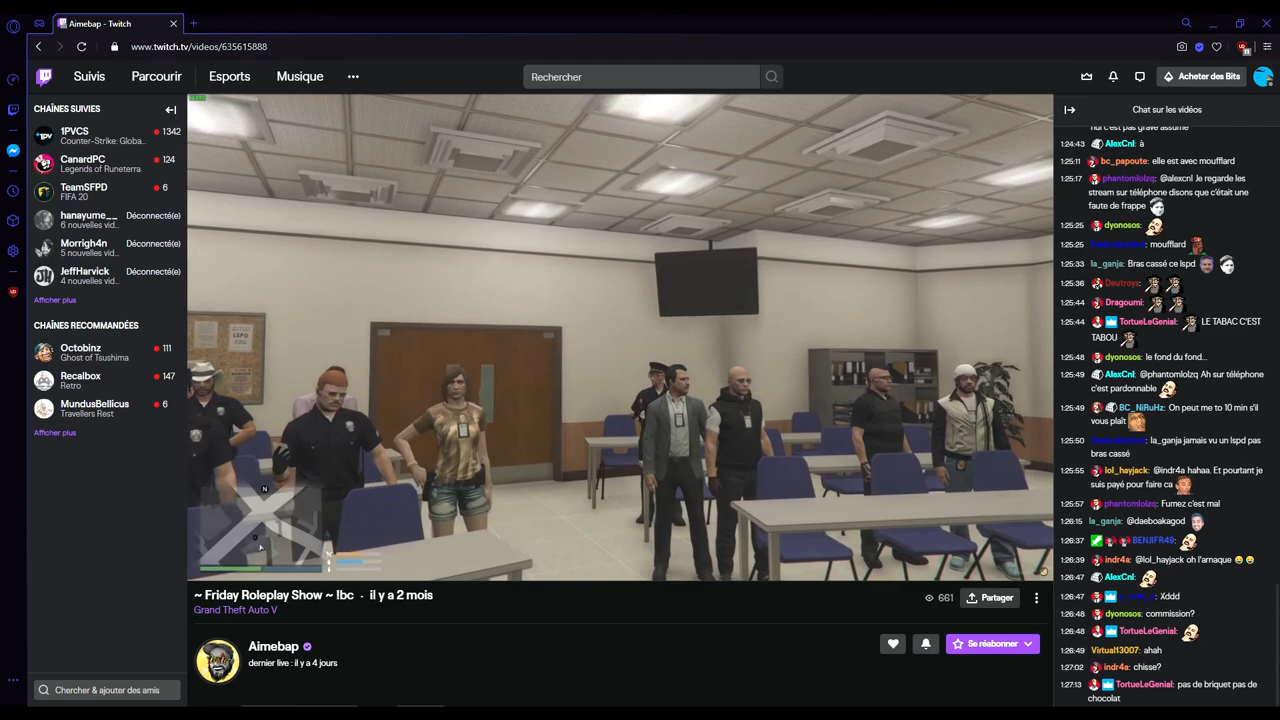 Aimebap - Twitch
www.twitch.tv/videos/635615888
Suivis
Parcourir
Esports
Musique
Rechercher
Acheter des Bits
CHAÎNES SUIVIES
1PVCS
1342
Counter-Strike: Globa...
CanardPC
124
Legends of Runeterra
TeamSFPD
6
FIFA 20
hanayume__
Déconnecté(e)
6 nouvelles vid...
Morrigh4n
Déconnecté(e)
5 nouvelles vid...
JeffHarvick
Déconnecté(e)
4 nouvelles vid...
Afficher plus
CHAÎNES RECOMMANDÉES
Octobinz
111
Ghost of Tsushima
Recalbox
147
Retro
MundusBellicus
6
Travellers Rest
Afficher plus
Chercher & ajouter des amis
LSPD
N
~ Friday Roleplay Show ~ !bc - il y a 2 mois
Grand Theft Auto V
661
Partager
Aimebap
dernier live : il y a 4 jours
Se réabonner
Chat sur les vidéos
c'est pas grave assume
1:24:43 AlexCnl: à
1:25:11 bc_papoute: elle est avec moufflard
1:25:17 phantomlolzq: @alexcnl Je regarde les
stream sur téléphone disons que c'était une
faute de frappe
1:25:25 dyonosos:
1:25:25 moufflard
1:25:33 la_ganja: Bras cassé ce lspd
1:25:36 Deutroys:
1:25:44 Dragoumi:
1:25:44 TortueLeGenial: LE TABAC C'EST
TABOU
1:25:48 dyonosos: le fond du fond...
1:25:49 AlexCnl: @phantomlolzq Ah sur téléphone
c'est pardonnable
1:25:49 BC_NiRuHz: On peut me to 10 min s'il
vous plait
1:25:50 la_ganja jamais vu un lspd pas
bras cassé
1:25:55 lol_hayjack: @indr4a hahaa. Et pourtant je
suis payé pour faire ca
1:25:57 phantomlolzq: Fumez c'est mal
1:26:15 la_ganja: @daeboakagod
1:26:37 BENJIFR49:
1:26:39 indr4a: @lol_hayjack oh l'arnaque
1:26:47 AlexCnl:
1:26:47 Xddd
1:26:48 dyonosos: commission?
1:26:48 TortueLeGenial:
1:26:49 Virtual13007: ahah
1:27:02 indr4a: chisse?
1:27:13 TortueLeGenial: pas de briquet pas de
chocolat